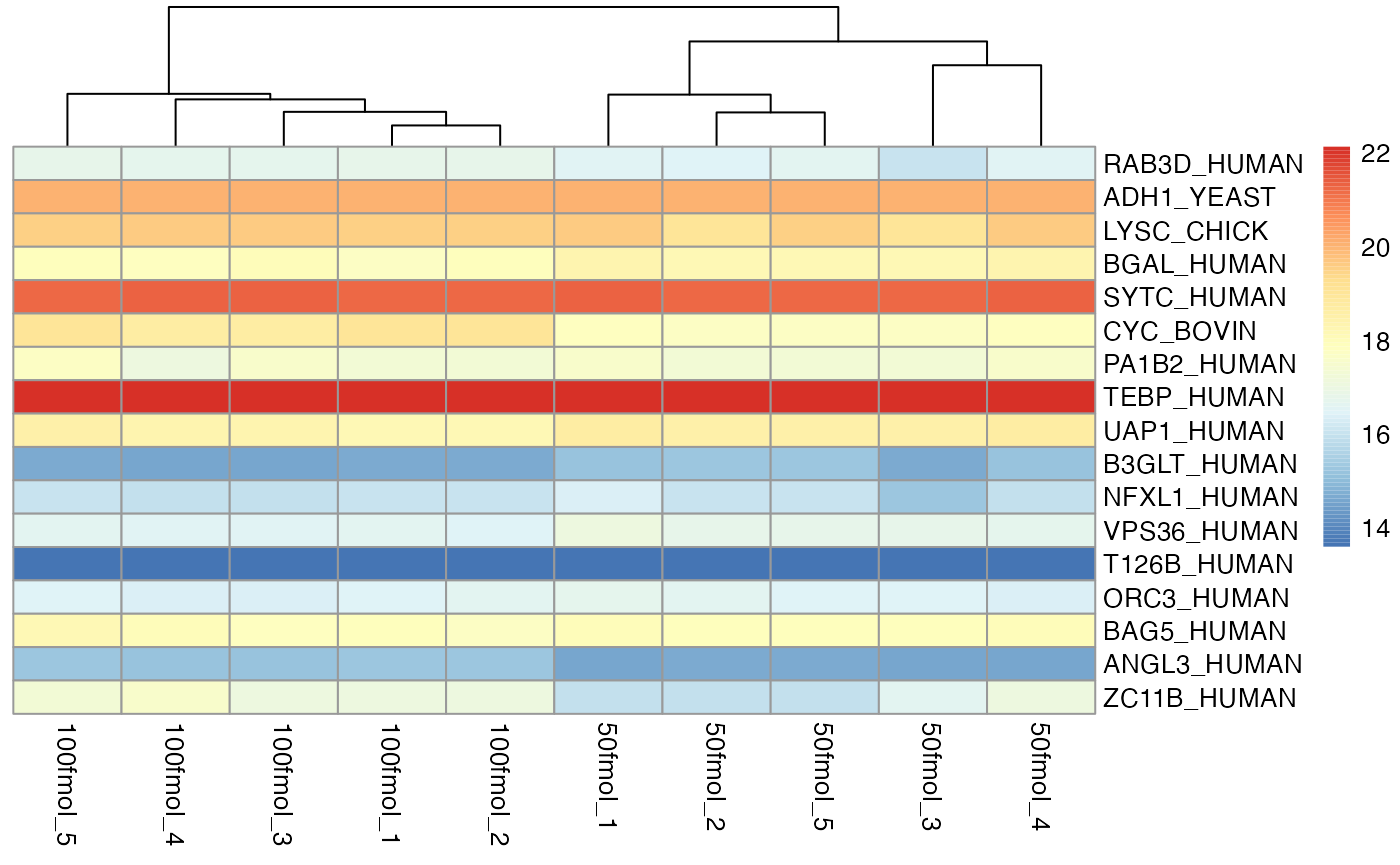 RAB3D_HUMAN
ADH1_YEAST
LYSC_CHICK
BGAL_HUMAN
SYTC_HUMAN
CYC_BOVIN
PA1B2_HUMAN
TEBP_HUMAN
UAP1_HUMAN
B3GLT_HUMAN
NFXL1_HUMAN
VPS36_HUMAN
T126B_HUMAN
ORC3_HUMAN
BAG5_HUMAN
ANGL3_HUMAN
ZC11B_HUMAN
22
20
18
16
14
100fmol_5
100fmol_4
100fmol_3
100fmol_1
100fmol_2
50fmol_1
50fmol_2
50fmol_5
50fmol_3
50fmol_4